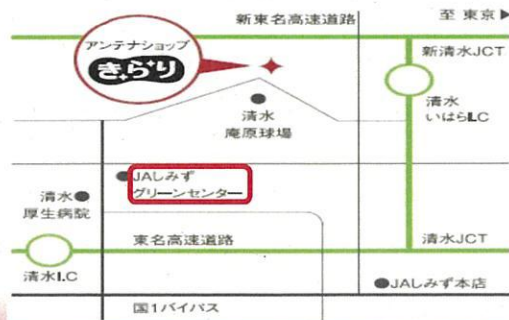 新東名高速道路
至 東京▶
アンテナショップ
きらり
新清水JCT
清水
いはらI.C
清水
庵原球場
JAしみず
グリーンセンター
清水
厚生病院
東名高速道路
清水JCT
清水I.C
JAしみず本店
国1バイパス